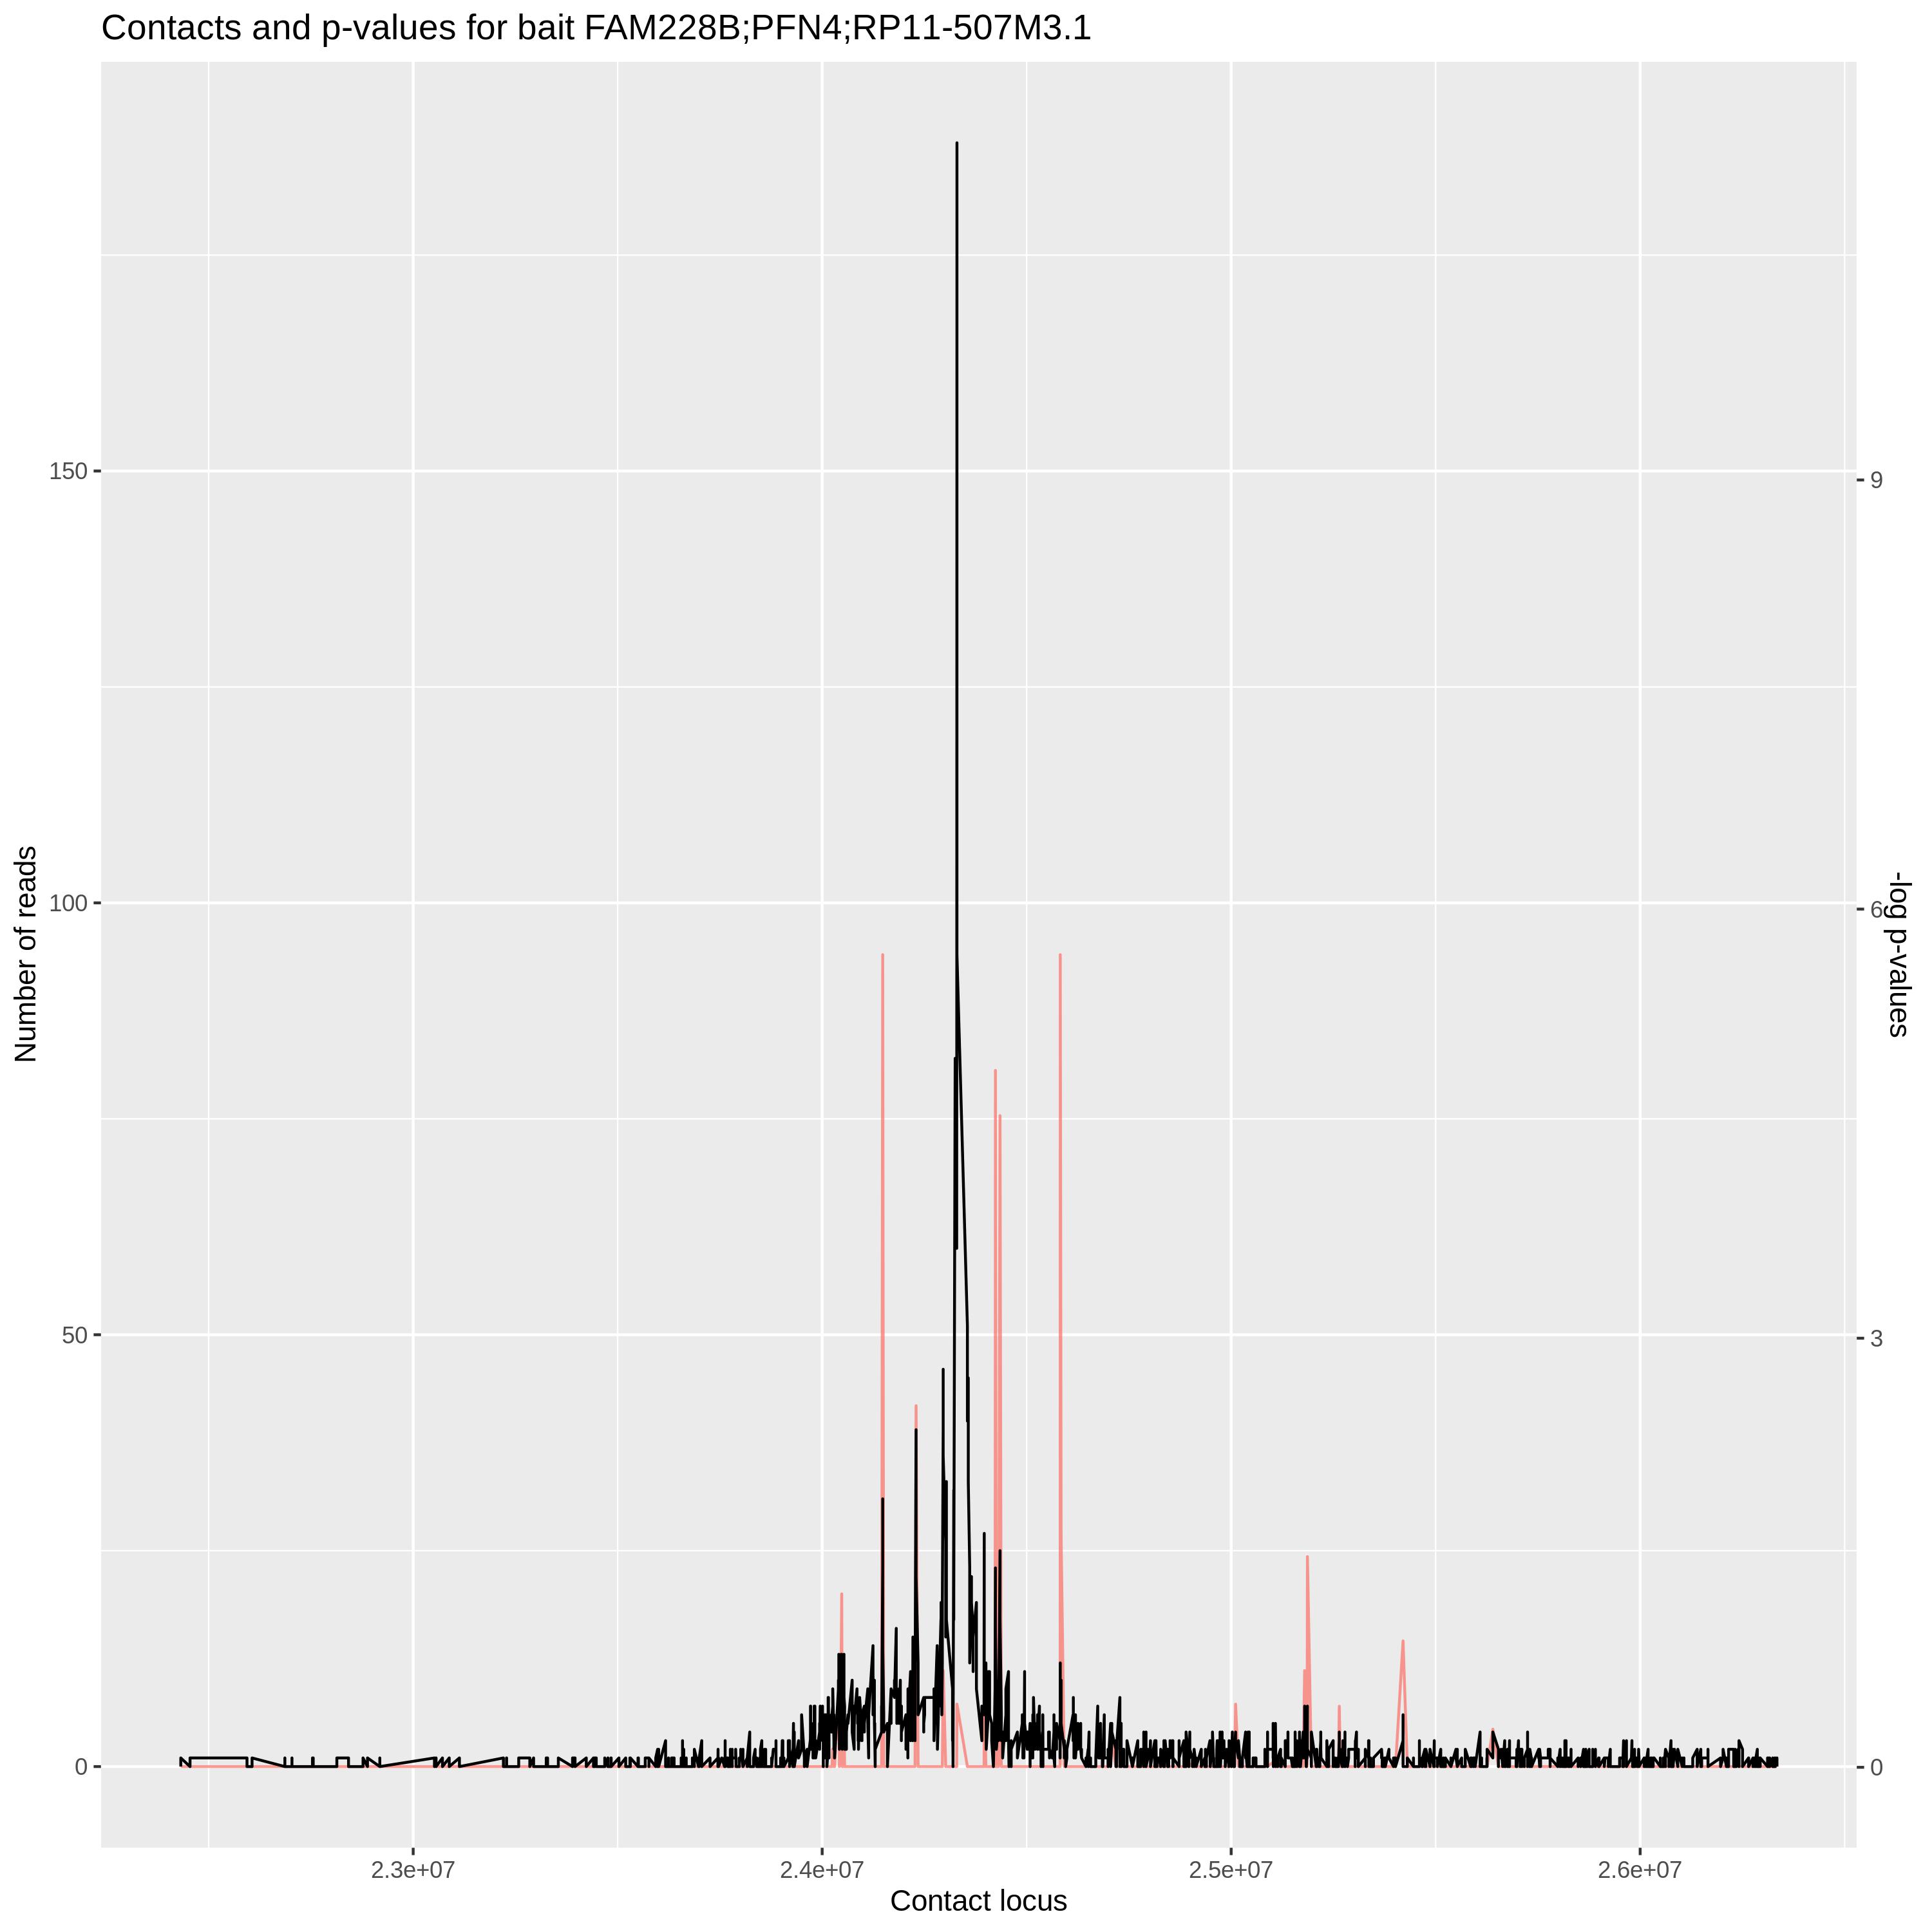 Contacts and p-values for bait FAM228B;PFN4;RP11-507M3.1
Number of reads
150
100
50
0
9
6
3
0
-log p-values
2.3e+07
2.4e+07
2.5e+07
2.6e+07
Contact locus